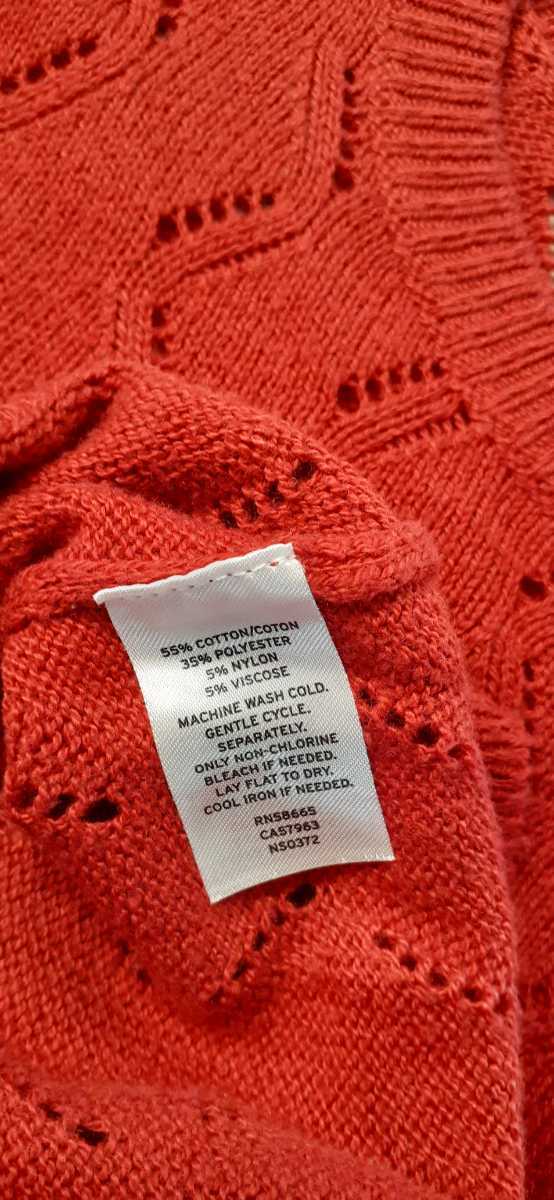 55% COTTON/COTON
35% POLYESTER
5% NYLON
5% VISCOSE
MACHINE WASH COLD.
GENTLE CYCLE.
SEPARATELY.
ONLY NON-CHLORINE
BLEACH IF NEEDED.
LAY FLAT TO DRY.
COOL IRON IF NEEDED.
RN58665
CA57963
NS0372